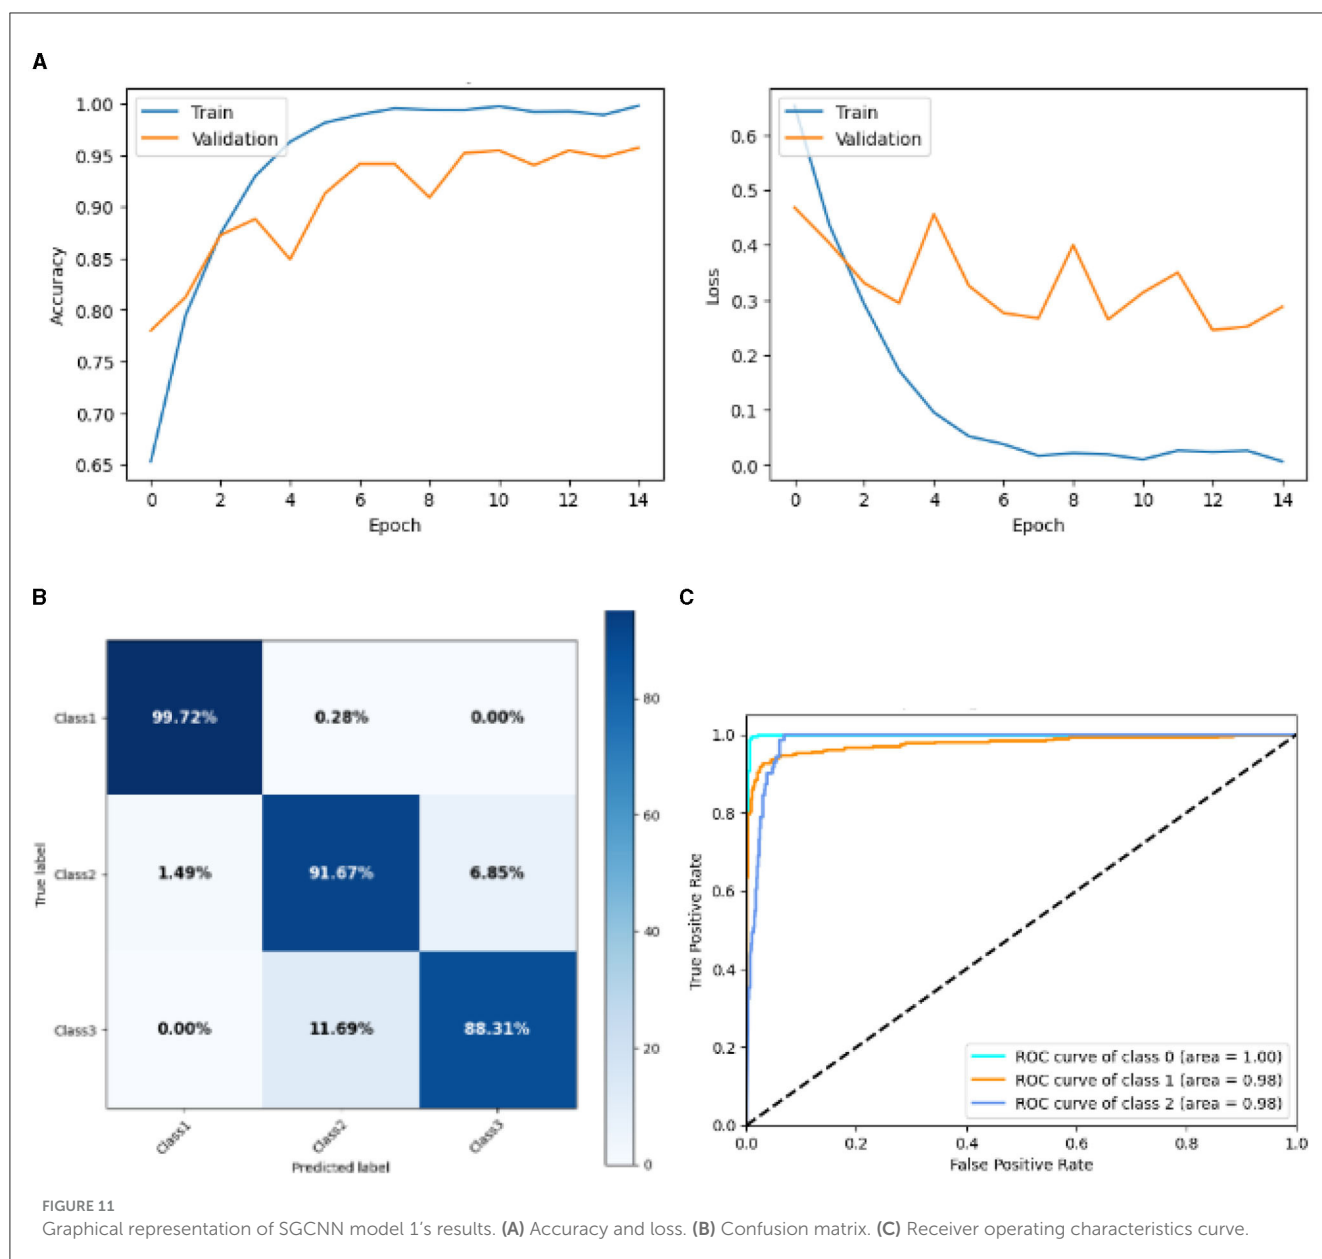 A
1.00
0.95
0.90
0.85
0.80
0.75
0.70
0.65
Accuracy
Train
Validation
0 2 4 6 8 10 12 14
Epoch
0.6
0.5
0.4
0.3
0.2
0.1
0.0
Loss
Train
Validation
0 2 4 6 8 10 12 14
Epoch
B
True label
Class1 99.72% 0.28% 0.00%
Class2 1.49% 91.67% 6.85%
Class3 0.00% 11.69% 88.31%
Class1 Class2 Class3
Predicted label
80
60
40
20
0
C
1.0
0.8
0.6
0.4
0.2
0.0
True Positive Rate
ROC curve of class 0 (area = 1.00)
ROC curve of class 1 (area = 0.98)
ROC curve of class 2 (area = 0.98)
0.0 0.2 0.4 0.6 0.8 1.0
False Positive Rate
FIGURE 11
Graphical representation of SGCNN model 1's results. (A) Accuracy and loss. (B) Confusion matrix. (C) Receiver operating characteristics curve.